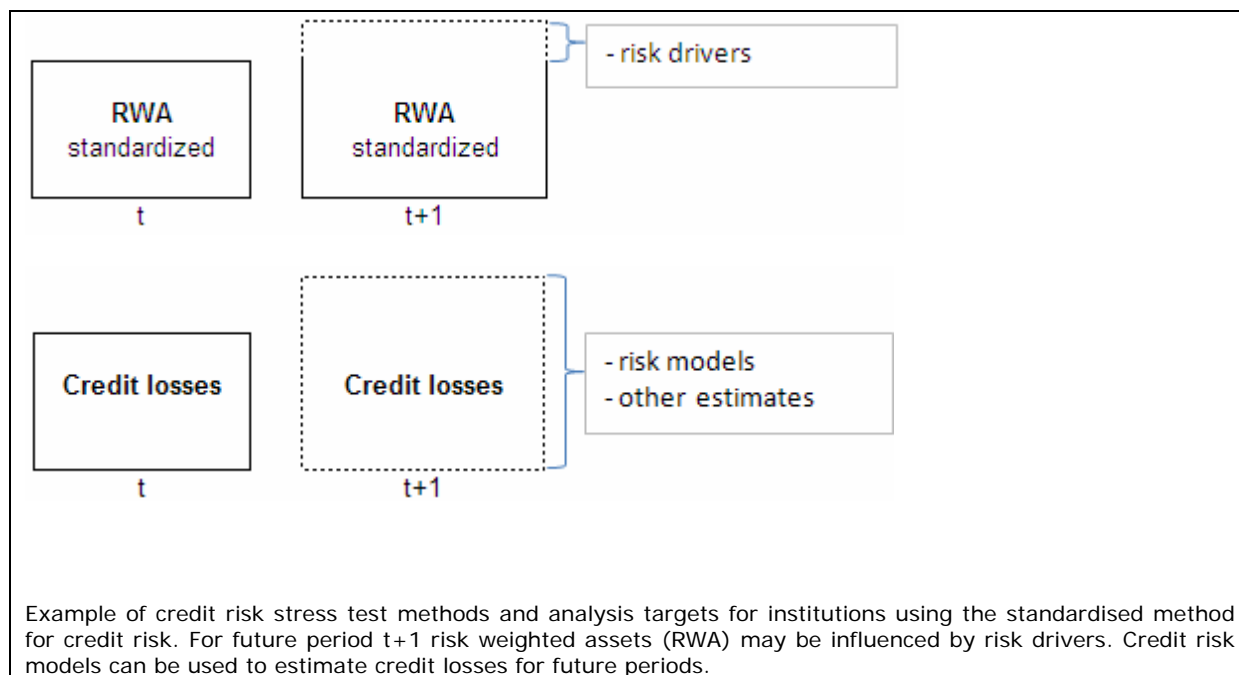 - risk drivers
RWA
standardized
t
RWA
standardized
t+1
Credit losses
t
Credit losses
t+1
- risk models
- other estimates
Example of credit risk stress test methods and analysis targets for institutions using the standardised method
for credit risk. For future period t+1 risk weighted assets (RWA) may be influenced by risk drivers. Credit risk
models can be used to estimate credit losses for future periods.